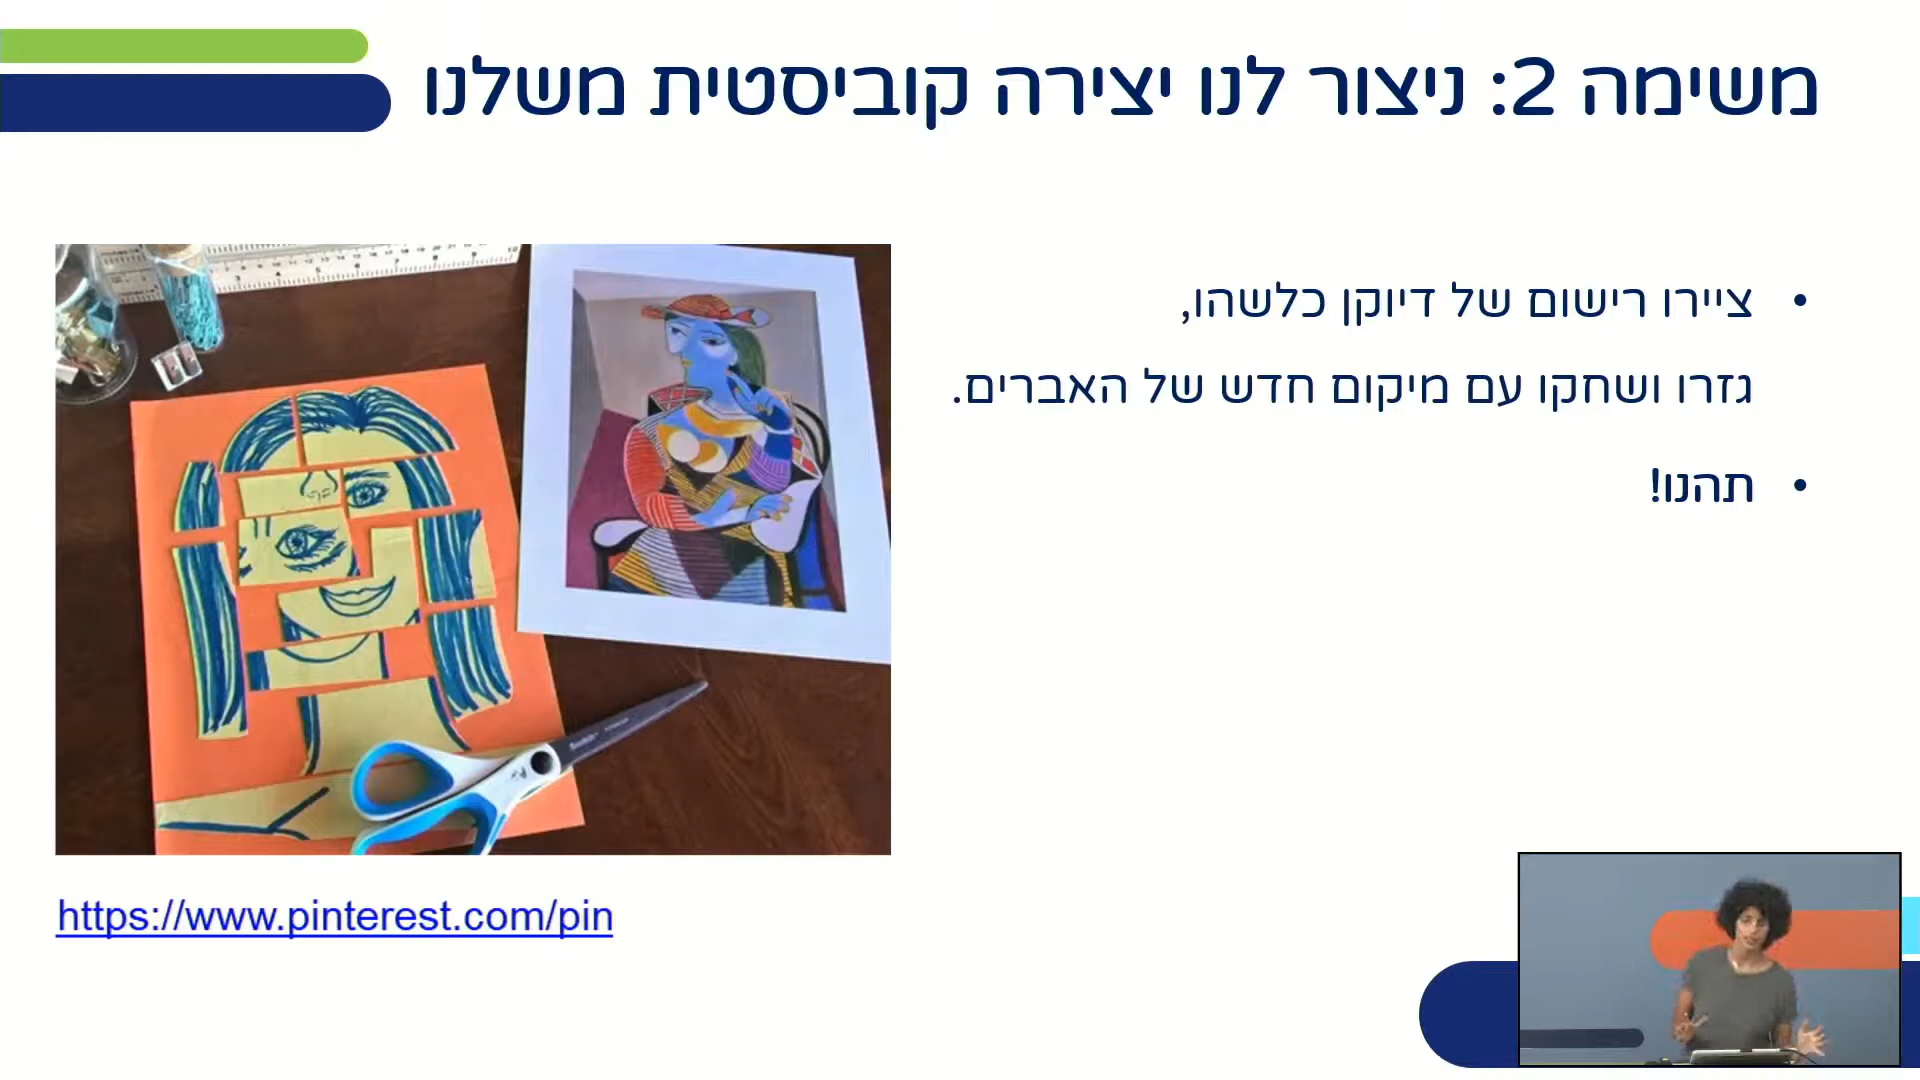 משימה 2: ניצור לנו יצירה קוביסטית משלנו
• ציירו רישום של דיוקן כלשהו,
גזרו ושחקו עם מיקום חדש של האברים.
• תהנו!
https://www.pinterest.com/pin